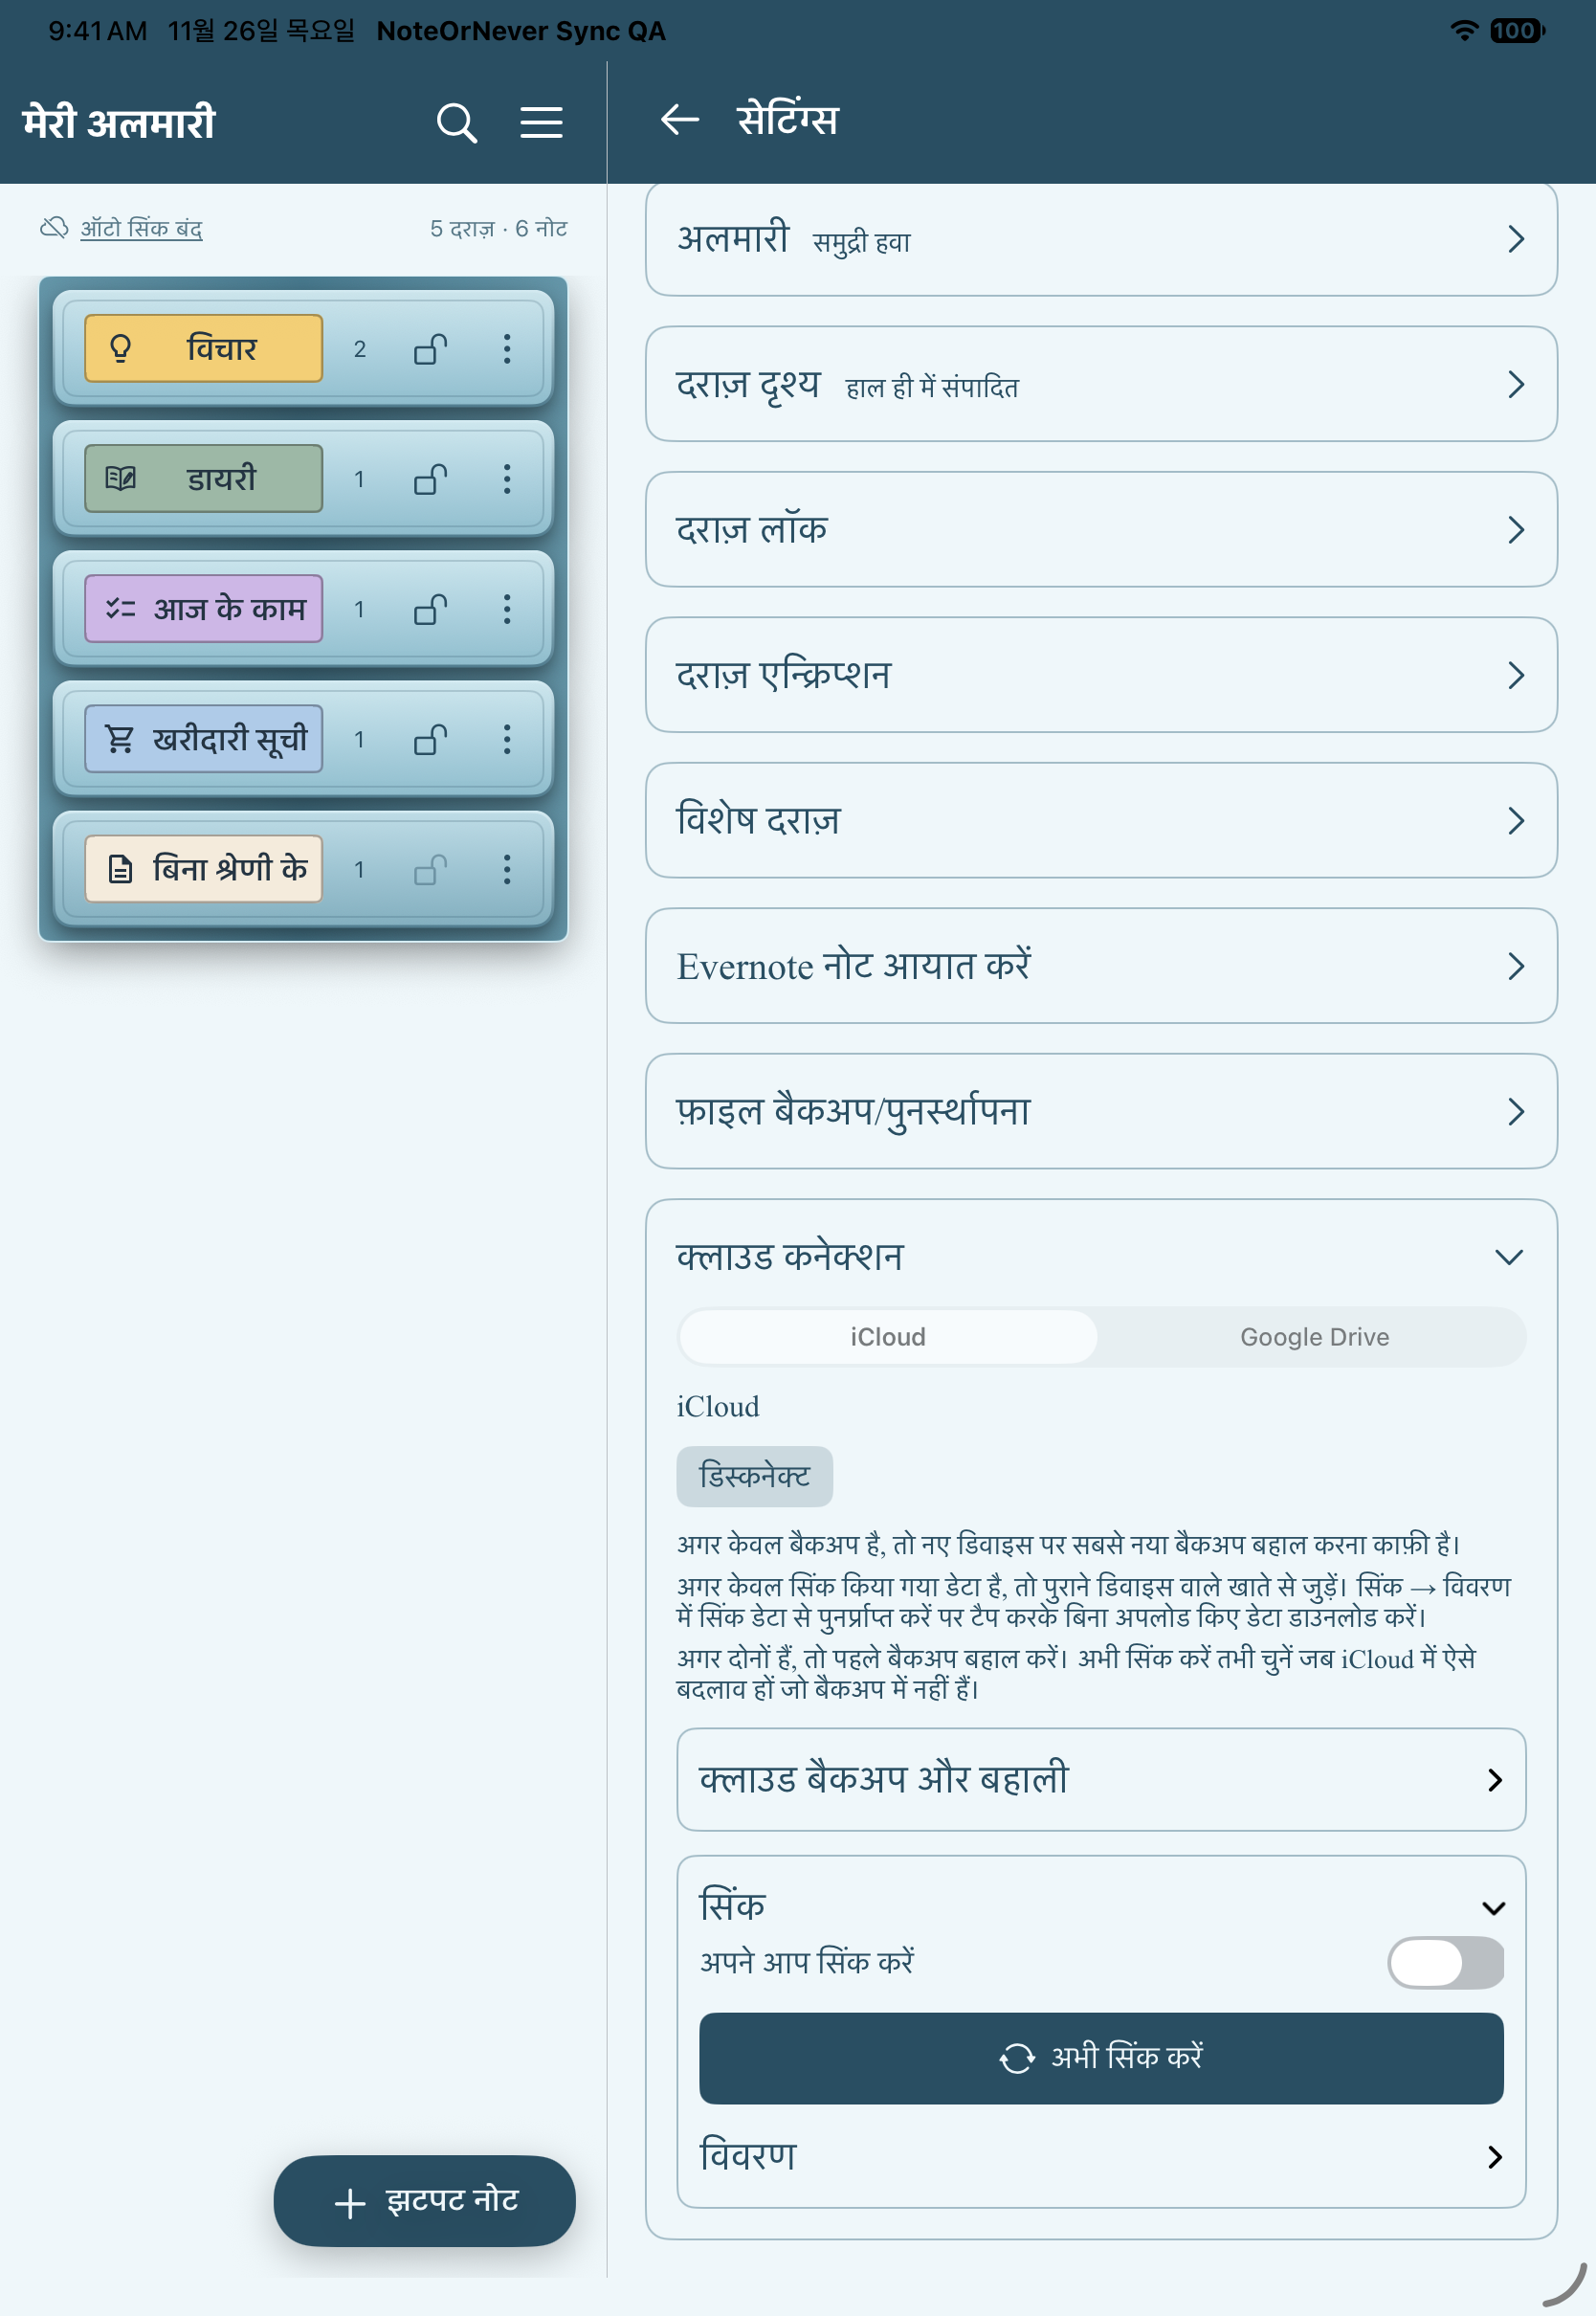 9:41 AM 11월 26일 목요일 NoteOrNever Sync QA
100
मेरी अलमारी
ऑटो सिंक बंद
5 दराज़ · 6 नोट
विचार 2
डायरी 1
आज के काम 1
खरीदारी सूची 1
बिना श्रेणी के 1
झटपट नोट
सेटिंग्स
अलमारी समुद्री हवा
दराज़ दृश्य हाल ही में संपादित
दराज़ लॉक
दराज़ एन्क्रिप्शन
विशेष दराज़
Evernote नोट आयात करें
फ़ाइल बैकअप/पुनर्स्थापना
क्लाउड कनेक्शन
iCloud
Google Drive
iCloud
डिस्कनेक्ट
अगर केवल बैकअप है, तो नए डिवाइस पर सबसे नया बैकअप बहाल करना काफ़ी है।
अगर केवल सिंक किया गया डेटा है, तो पुराने डिवाइस वाले खाते से जुड़ें। सिंक → विवरण
में सिंक डेटा से पुनर्प्राप्त करें पर टैप करके बिना अपलोड किए डेटा डाउनलोड करें।
अगर दोनों हैं, तो पहले बैकअप बहाल करें। अभी सिंक करें तभी चुनें जब iCloud में ऐसे
बदलाव हों जो बैकअप में नहीं हैं।
क्लाउड बैकअप और बहाली
सिंक
अपने आप सिंक करें
अभी सिंक करें
विवरण